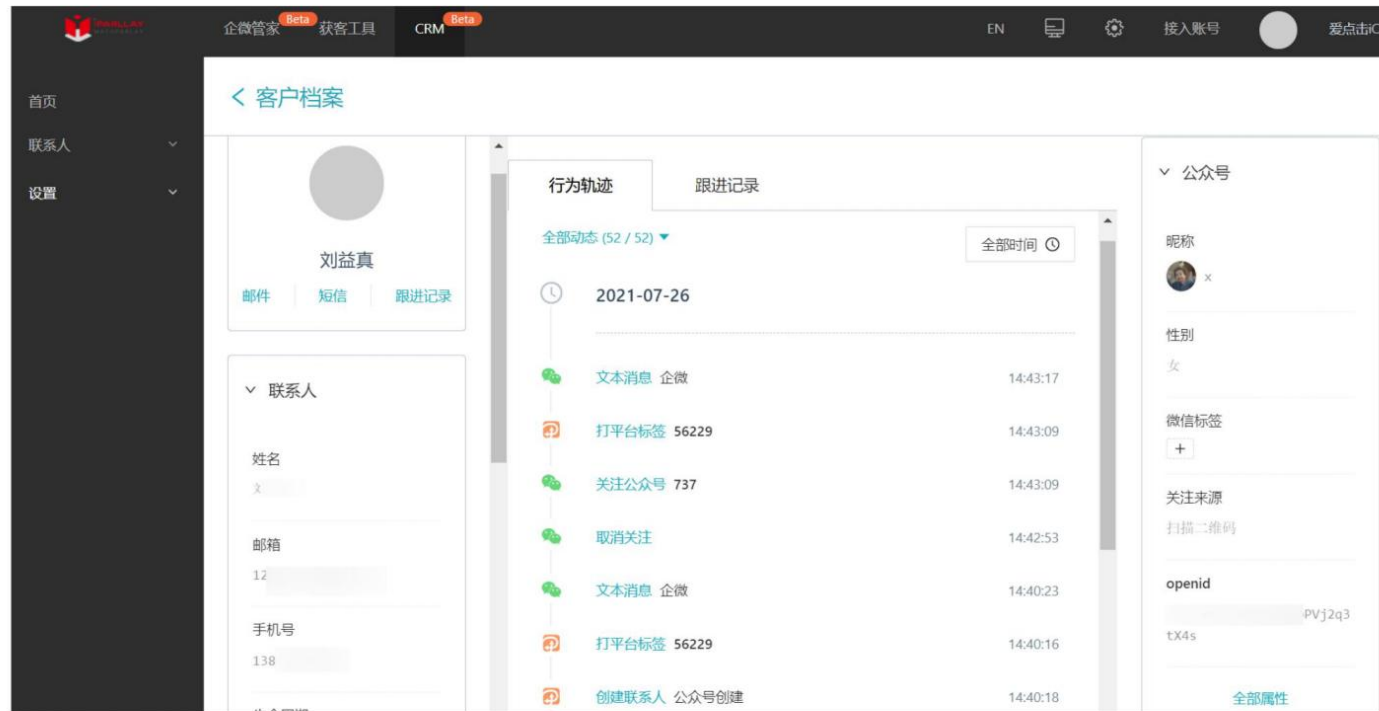 企微管家 Beta 获客工具 CRM Beta EN 接入账号 爱点击iC
首页
联系人
设置
< 客户档案
刘益真
邮件 短信 跟进记录
联系人
姓名
邮箱
12
手机号
138
行为轨迹 跟进记录
全部动态 (52 / 52) 全部时间
2021-07-26
文本消息 企微 14:43:17
打平台标签 56229 14:43:09
关注公众号 737 14:43:09
取消关注 14:42:53
文本消息 企微 14:40:23
打平台标签 56229 14:40:16
创建联系人 公众号创建 14:40:18
公众号
昵称
x
性别
女
微信标签
+
关注来源
扫描二维码
openid
PVj2q3
tX4s
全部属性